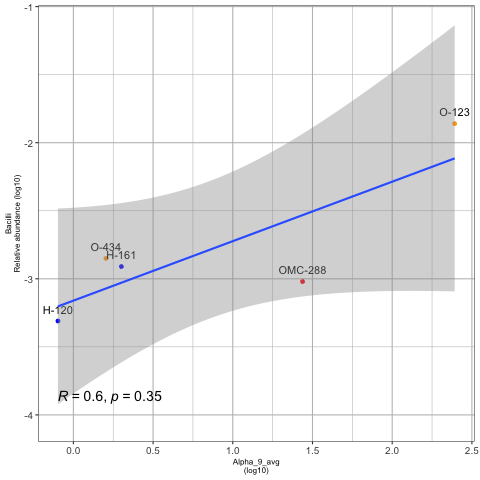 -1
O-123
-2
O-434
H-161
OMC-288
-3
H-120
R = 0.6, p = 0.35
-4
Bacilli
Relative abundance (log10)
0.0 0.5 1.0 1.5 2.0 2.5
Alpha_9_avg
(log10)